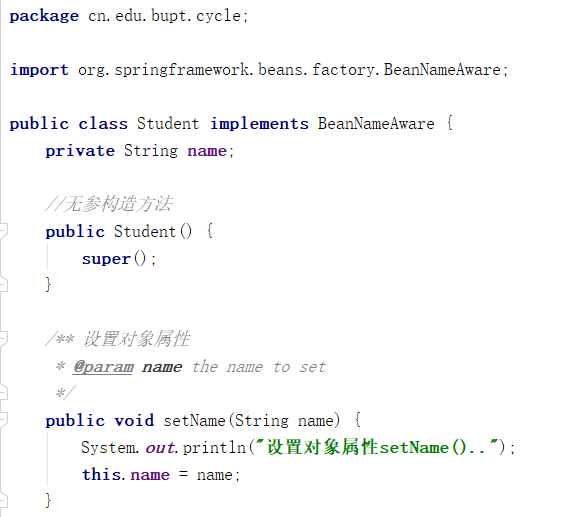 package cn.edu.bupt.cycle;
import org.springframework.beans.factory.BeanNameAware;
public class Student implements BeanNameAware {
private String name;
//无参构造方法
public Student() {
super();
}
/** 设置对象属性
* @param name the name to set
*/
public void setName(String name) {
System.out.println("设置对象属性setName()..");
this.name = name;
}